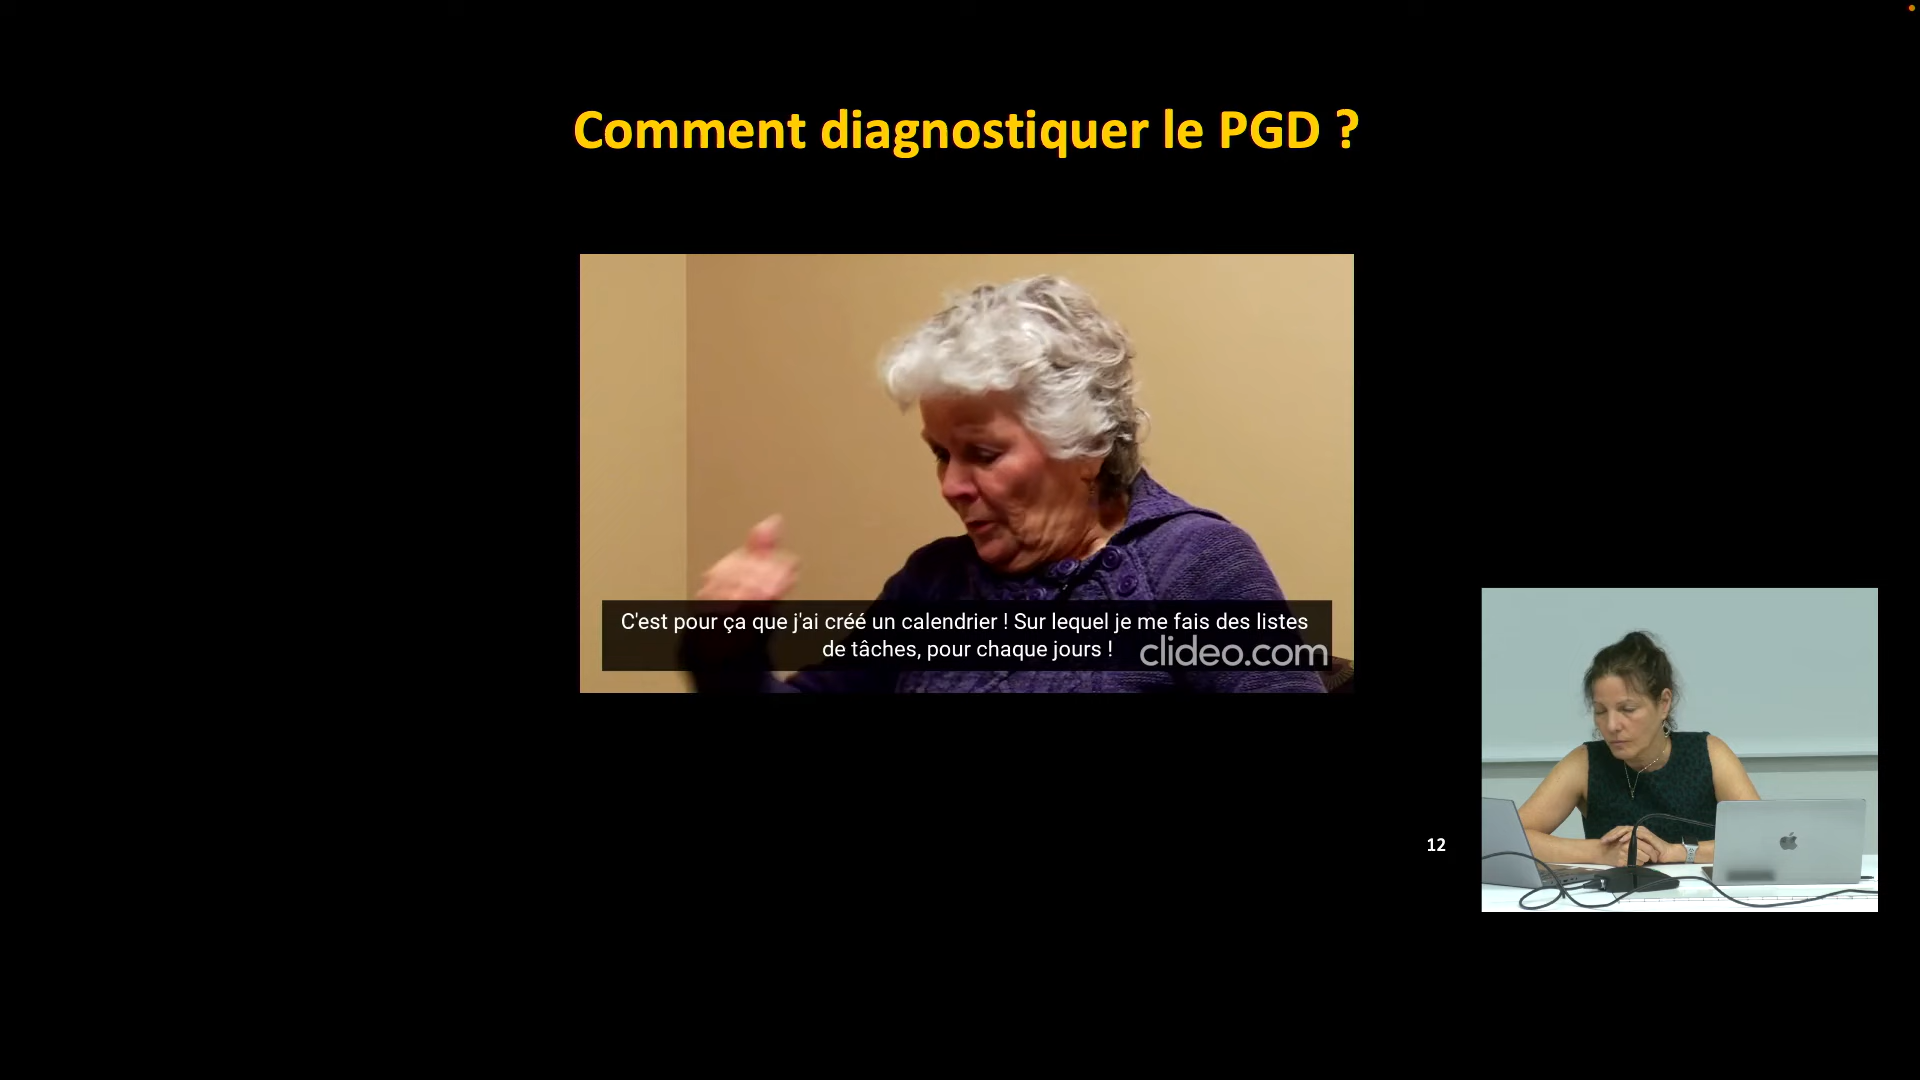 Comment diagnostiquer le PGD ?
C'est pour ça que j'ai créé un calendrier ! Sur lequel je me fais des listes
de tâches, pour chaque jours !
clideo.com
12